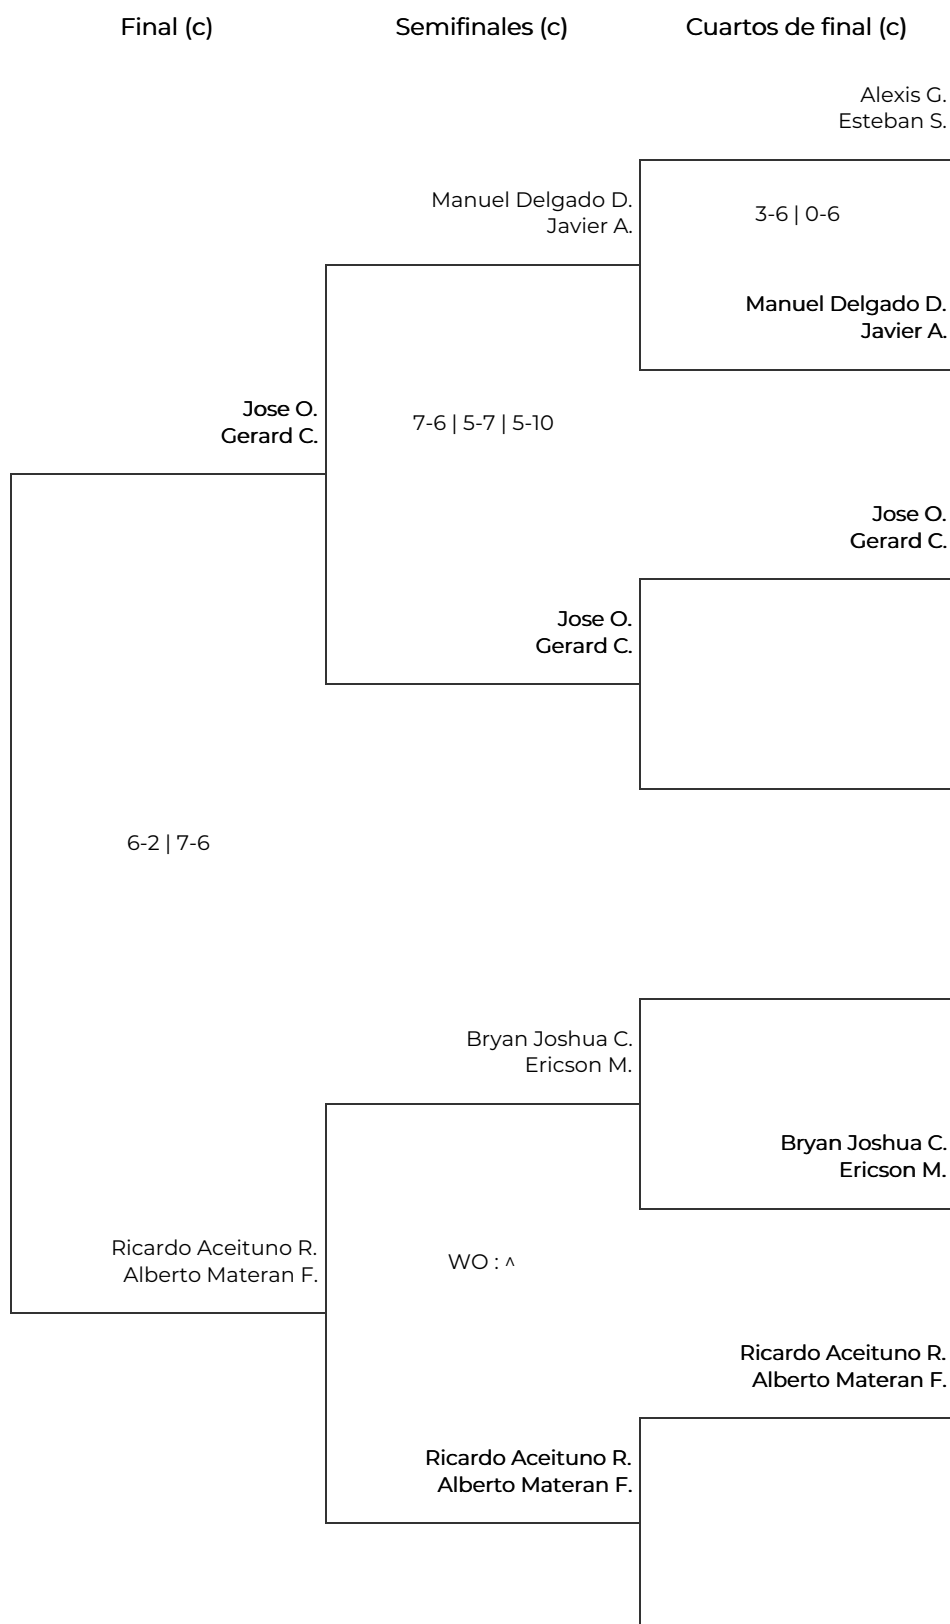 Final (c)
Semifinales (c)
Cuartos de final (c)
Alexis G.
Esteban S.
Manuel Delgado D.
Javier A.
3-6 | 0-6
Manuel Delgado D.
Javier A.
Jose O.
Gerard C.
7-6 | 5-7 | 5-10
Jose O.
Gerard C.
Jose O.
Gerard C.
6-2 | 7-6
Bryan Joshua C.
Ericson M.
Bryan Joshua C.
Ericson M.
Ricardo Aceituno R.
Alberto Materan F.
WO : ^
Ricardo Aceituno R.
Alberto Materan F.
Ricardo Aceituno R.
Alberto Materan F.